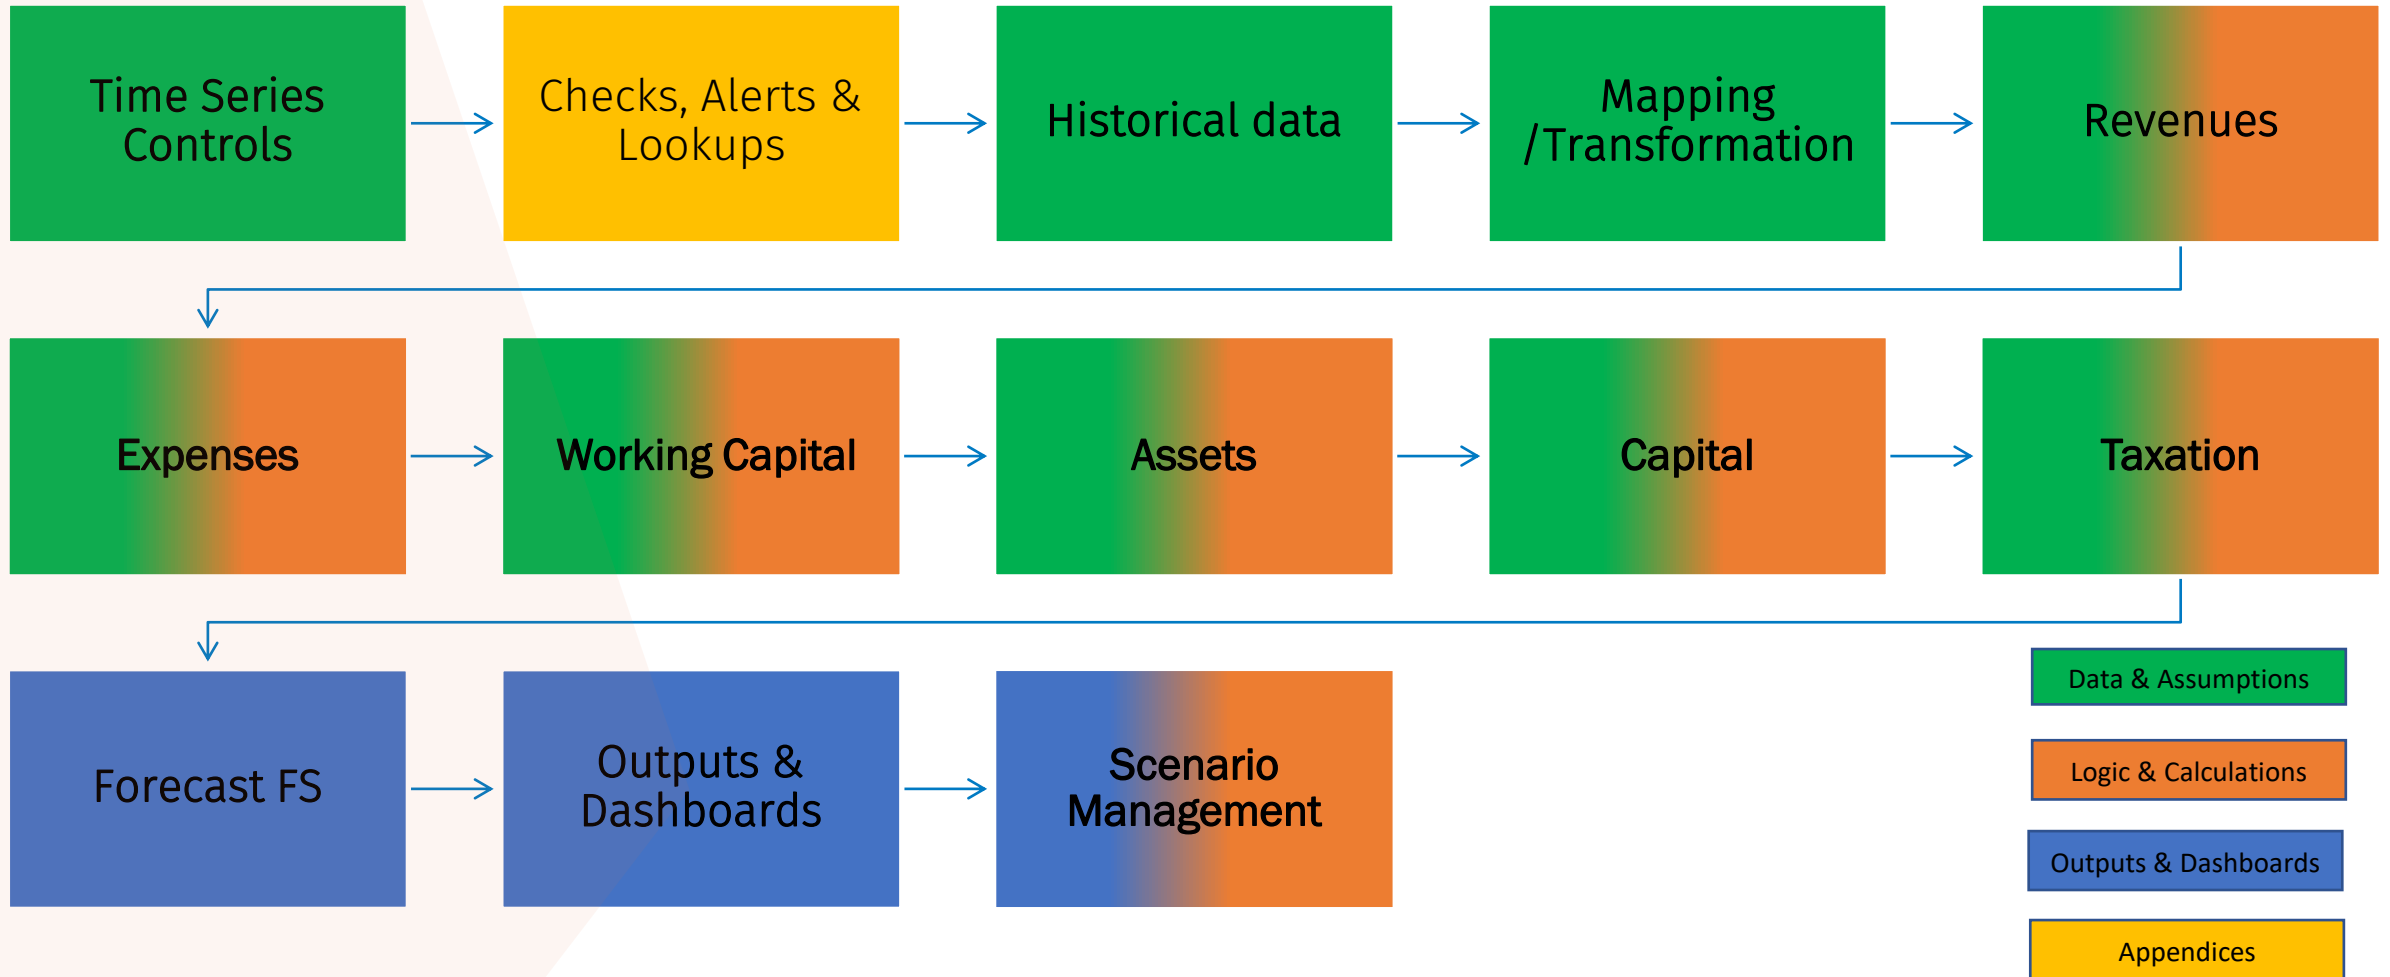 Time Series
Controls
Checks, Alerts &
Lookups
Historical data
Mapping
/Transformation
Revenues
Expenses
Working Capital
Assets
Capital
Taxation
Forecast FS
Outputs &
Dashboards
Scenario
Management
Data & Assumptions
Logic & Calculations
Outputs & Dashboards
Appendices